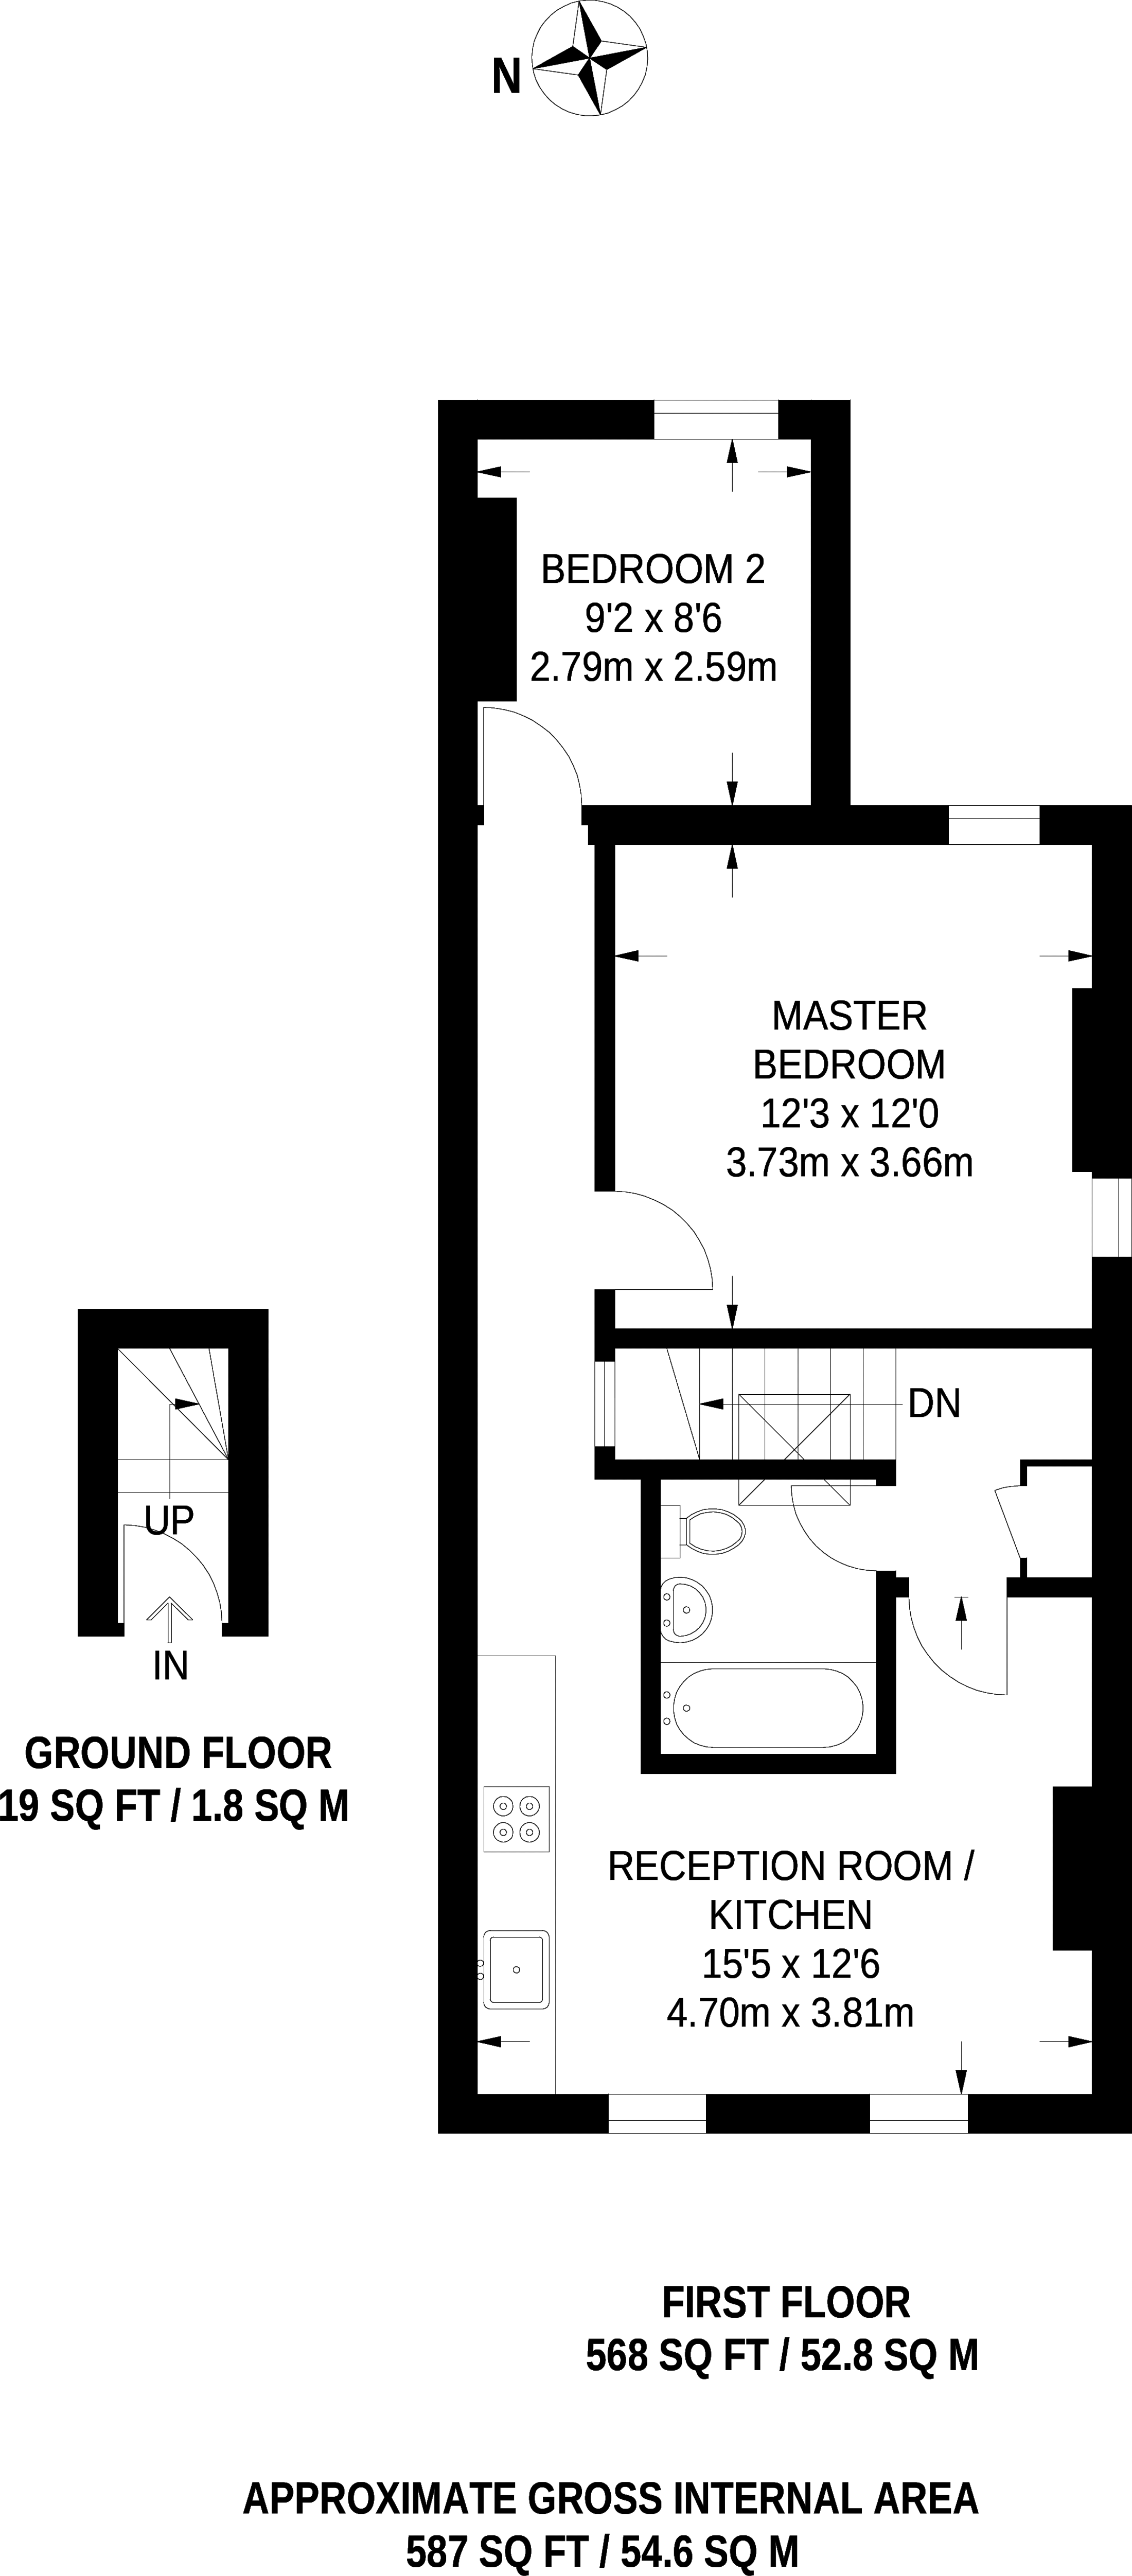 N
BEDROOM 2
9'2 x 8'6
2.79m x 2.59m
MASTER
BEDROOM
12'3 x 12'0
3.73m x 3.66m
DN
UP
IN
GROUND FLOOR
19 SQ FT / 1.8 SQ M
RECEPTION ROOM /
KITCHEN
15'5 x 12'6
4.70m x 3.81m
FIRST FLOOR
568 SQ FT / 52.8 SQ M
APPROXIMATE GROSS INTERNAL AREA
587 SQ FT / 54.6 SQ M